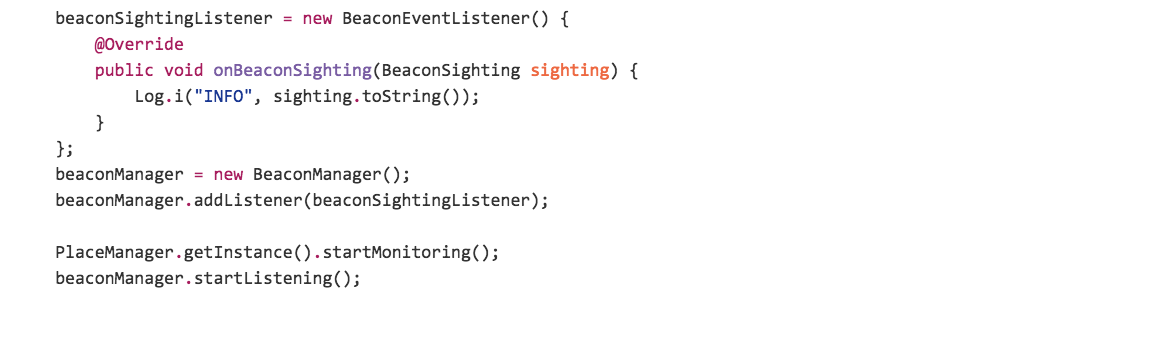 beaconSightingListener = new BeaconEventListener() {
    @Override
    public void onBeaconSighting(BeaconSighting sighting) {
        Log.i("INFO", sighting.toString());
    }
};
beaconManager = new BeaconManager();
beaconManager.addListener(beaconSightingListener);

PlaceManager.getInstance().startMonitoring();
beaconManager.startListening();